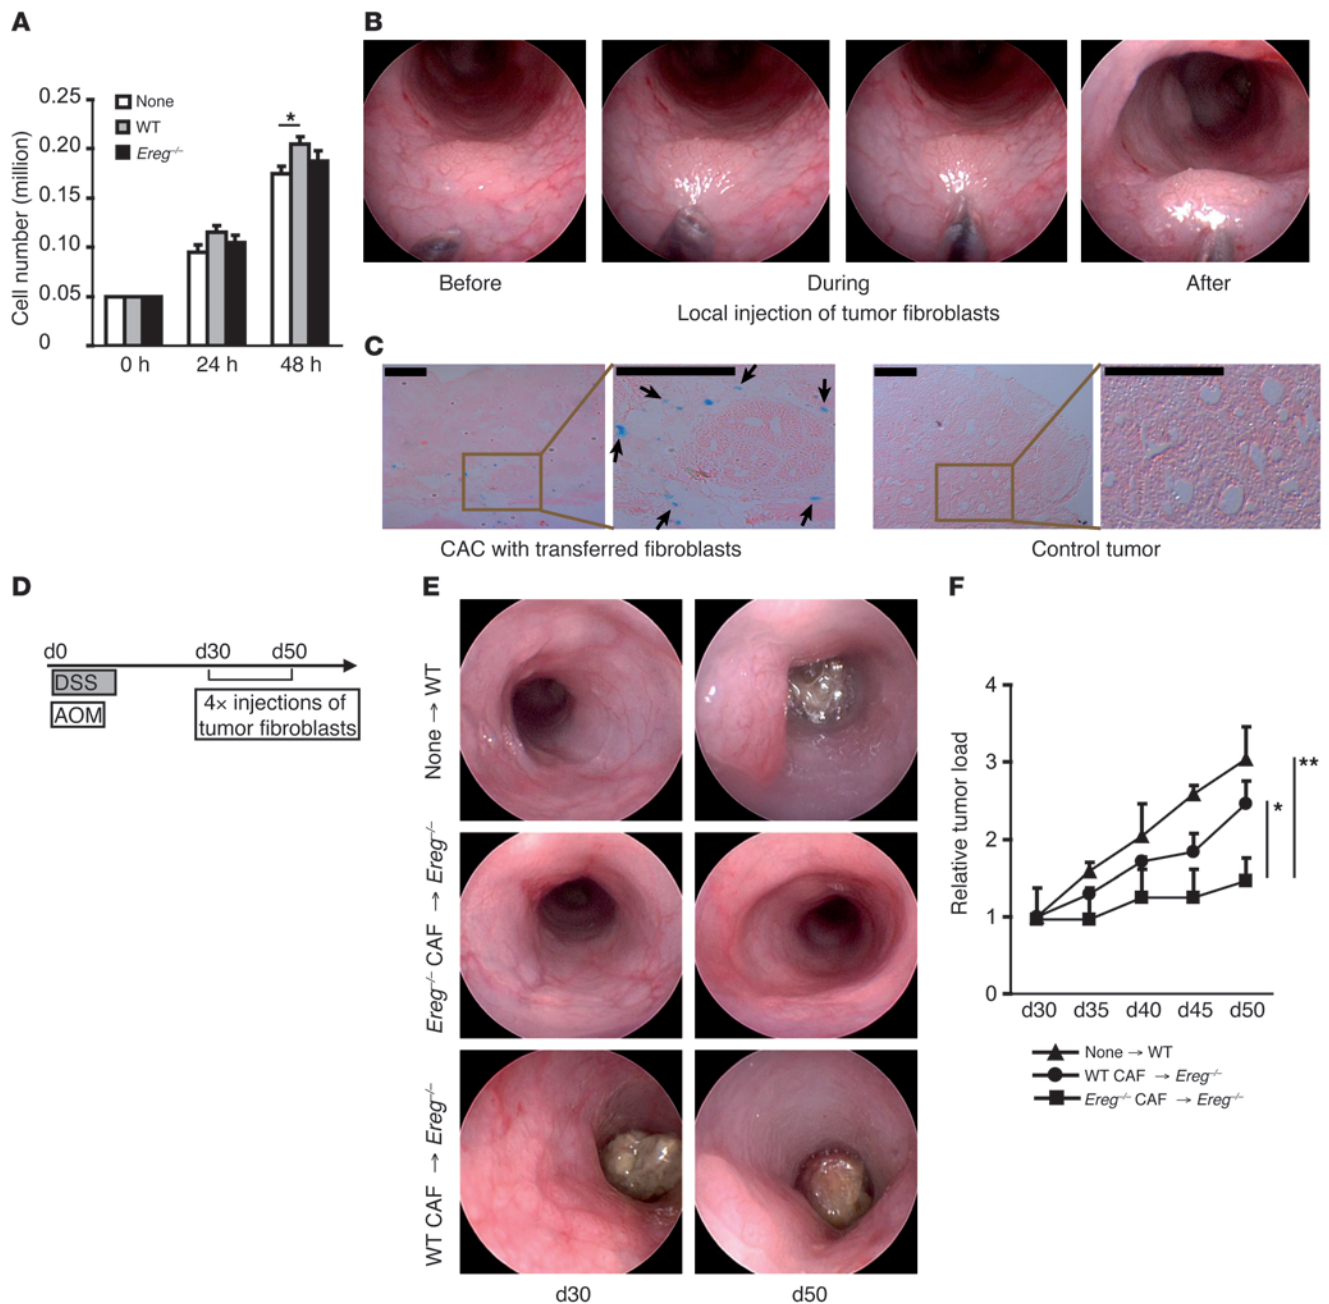 A
0.25
0.20
0.15
0.10
0.05
0
Cell number (million)
None
WT
Ereg–/–
*
0 h
24 h
48 h
B
Before
During
After
Local injection of tumor fibroblasts
C
CAC with transferred fibroblasts
Control tumor
D
d0
d30
d50
DSS
AOM
4× injections of
tumor fibroblasts
E
None → WT
Ereg–/– CAF → Ereg–/–
WT CAF → Ereg–/–
d30
d50
F
4
3
2
1
0
Relative tumor load
*
**
d30
d35
d40
d45
d50
None → WT
WT CAF → Ereg–/–
Ereg–/– CAF → Ereg–/–